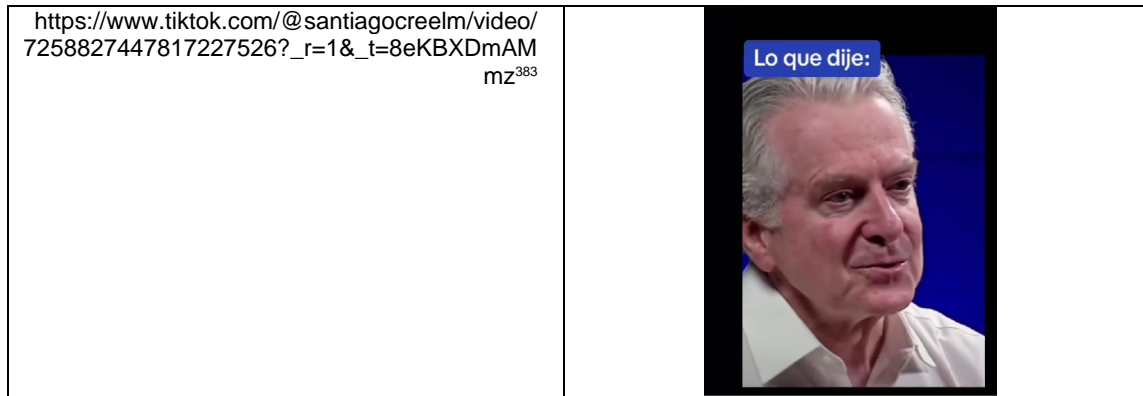 https://www.tiktok.com/@santiagocreelm/video/
7258827447817227526?_r=1&_t=8eKBXDmAM
mz383
Lo que dije: